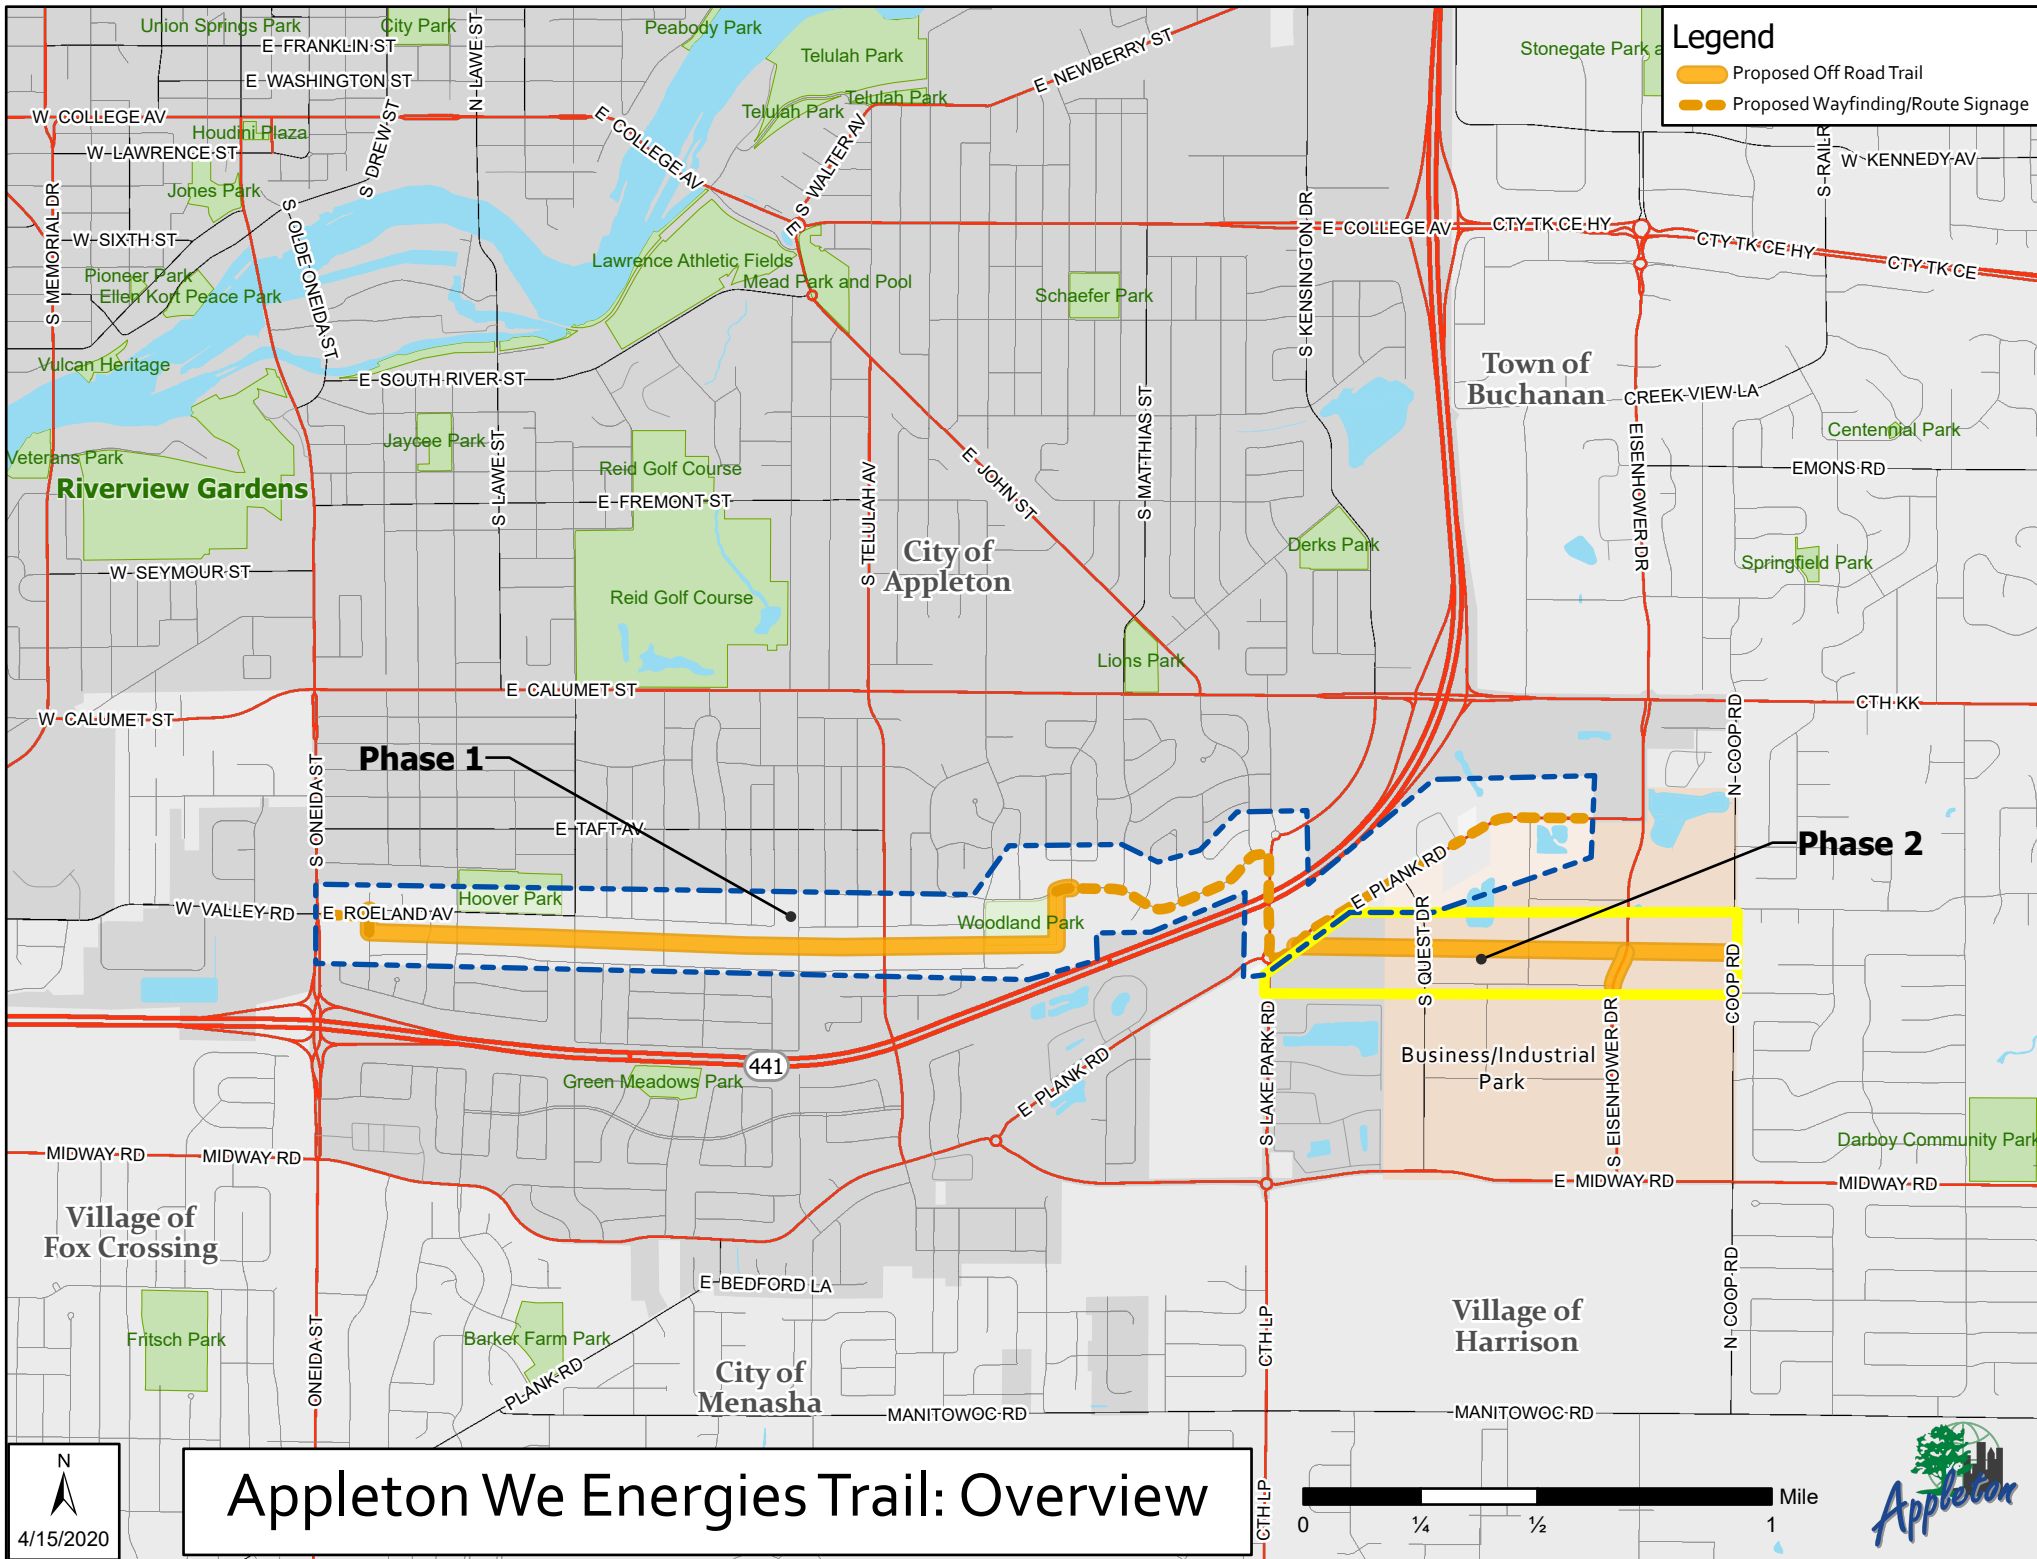 Union Springs Park
City Park
Peabody Park
Telulah Park
Stonegate Park a
Legend
Proposed Off Road Trail
Proposed Wayfinding/Route Signage
E FRANKLIN ST
E WASHINGTON ST
N LAWE ST
E NEWBERRY ST
Telulah Park
Telulah Park
W COLLEGE AV
E COLLEGE AV
Houdini Plaza
W LAWRENCE ST
S DREW ST
S WALTER AV
S RAILR
W KENNEDY AV
Jones Park
S MEMORIAL DR
S OLDE ONEIDA ST
W SIXTH ST
E
E COLLEGE AV
CTY TK CE HY
CTY TK CE HY
CTY TK CE
S KENSINGTON DR
Pioneer Park
Ellen Kort Peace Park
Lawrence Athletic Fields
Mead Park and Pool
Schaefer Park
Vulcan Heritage
E SOUTH RIVER ST
Town of
Buchanan
CREEK VIEW LA
Jaycee Park
S LAWE ST
Reid Golf Course
S TELULAH AV
E JOHN ST
S MATTHIAS ST
EISENHOWER DR
Centennial Park
EMONS RD
Veterans Park
Riverview Gardens
E FREMONT ST
City of
Appleton
Derks Park
Springfield Park
W SEYMOUR ST
Reid Golf Course
Lions Park
E CALUMET ST
W CALUMET ST
CTH KK
N COOP RD
Phase 1
S ONEIDA ST
E TAFT AV
Phase 2
E PLANK RD
Hoover Park
W VALLEY RD
E ROELAND AV
Woodland Park
S QUEST DR
COOP RD
S LAKE PARK RD
S EISENHOWER DR
Business/Industrial
Park
441
Green Meadows Park
E PLANK RD
MIDWAY RD
MIDWAY RD
Darboy Community Park
E MIDWAY RD
MIDWAY RD
Village of
Fox Crossing
E BEDFORD LA
Fritsch Park
ONEIDA ST
Barker Farm Park
PLANK RD
City of
Menasha
CTH LP
Village of
Harrison
N COOP RD
MANITOWOC RD
MANITOWOC RD
N
4/15/2020
Appleton We Energies Trail: Overview
CTH LP
0
¼
½
1
Mile
Appleton